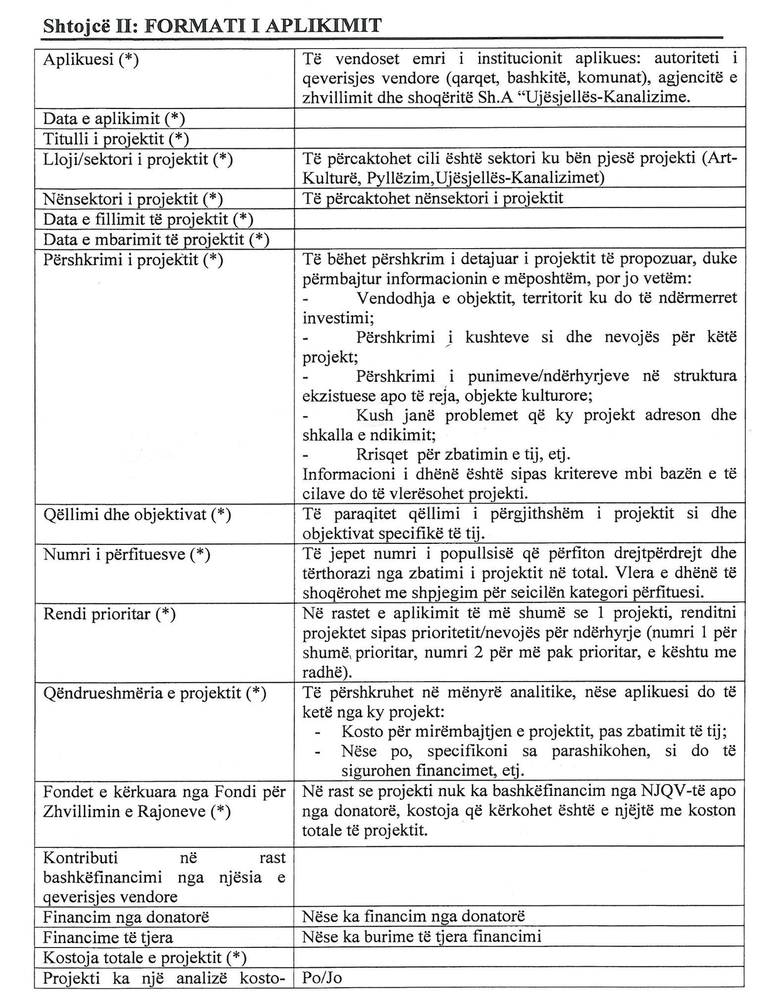 Shtojcë II: FORMATI I APLIKIMIT
Aplikuesi (*)
Të vendoset emri i institucionit aplikues: autoriteti i
qeverisjes vendore (qarqet, bashkitë, komunat), agjencitë e
zhvillimit dhe shoqëritë Sh.A “Ujësjellës-Kanalizime.
Data e aplikimit (*)
Titulli i projektit (*)
Lloji/sektori i projektit (*)
Të përcaktohet cili është sektori ku bën pjesë projekti (Art-
Kulturë, Pyllëzim,Ujësjellës-Kanalizimet)
Nënsektori i projektit (*)
Të përcaktohet nënsektori i projektit
Data e fillimit të projektit (*)
Data e mbarimit të projektit (*)
Përshkrimi i projektit (*)
Të bëhet përshkrim i detajuar i projektit të propozuar, duke
përmbajtur informacionin e mëposhtëm, por jo vetëm:
- Vendodhja e objektit, territorit ku do të ndërmerret
investimi;
- Përshkrimi i kushteve si dhe nevojës për këtë
projekt;
- Përshkrimi i punimeve/ndërhyrjeve në struktura
ekzistuese apo të reja, objekte kulturore;
- Kush janë problemet që ky projekt adreson dhe
shkalla e ndikimit;
- Rrisqet për zbatimin e tij, etj.
Informacioni i dhënë është sipas kritereve mbi bazën e të
cilave do të vlerësohet projekti.
Qëllimi dhe objektivat (*)
Të paraqitet qëllimi i përgjithshëm i projektit si dhe
objektivat specifikë të tij.
Numri i përfituesve (*)
Të jepet numri i popullsisë që përfiton drejtpërdrejt dhe
tërthorazi nga zbatimi i projektit në total. Vlera e dhënë të
shoqërohet me shpjegim për seicilën kategori përfituesi.
Rendi prioritar (*)
Në rastet e aplikimit të më shumë se 1 projekti, renditni
projektet sipas prioritetit/nevojës për ndërhyrje (numri 1 për
shumë prioritar, numri 2 për më pak prioritar, e kështu me
radhë).
Qëndrueshmëria e projektit (*)
Të përshkruhet në mënyrë analitike, nëse aplikuesi do të
ketë nga ky projekt:
- Kosto për mirëmbajtjen e projektit, pas zbatimit të tij;
- Nëse po, specifikoni sa parashikohen, si do të
sigurohen financimet, etj.
Fondet e kërkuara nga Fondi për
Zhvillimin e Rajoneve (*)
Në rast se projekti nuk ka bashkëfinancim nga NJQV-të apo
nga donatorë, kostoja që kërkohet është e njëjtë me koston
totale të projektit.
Kontributi në rast
bashkëfinancimi nga njësia e
qeverisjes vendore
Financim nga donatorë
Nëse ka financim nga donatorë
Financime të tjera
Nëse ka burime të tjera financimi
Kostoja totale e projektit (*)
Projekti ka një analizë kosto-
Po/Jo